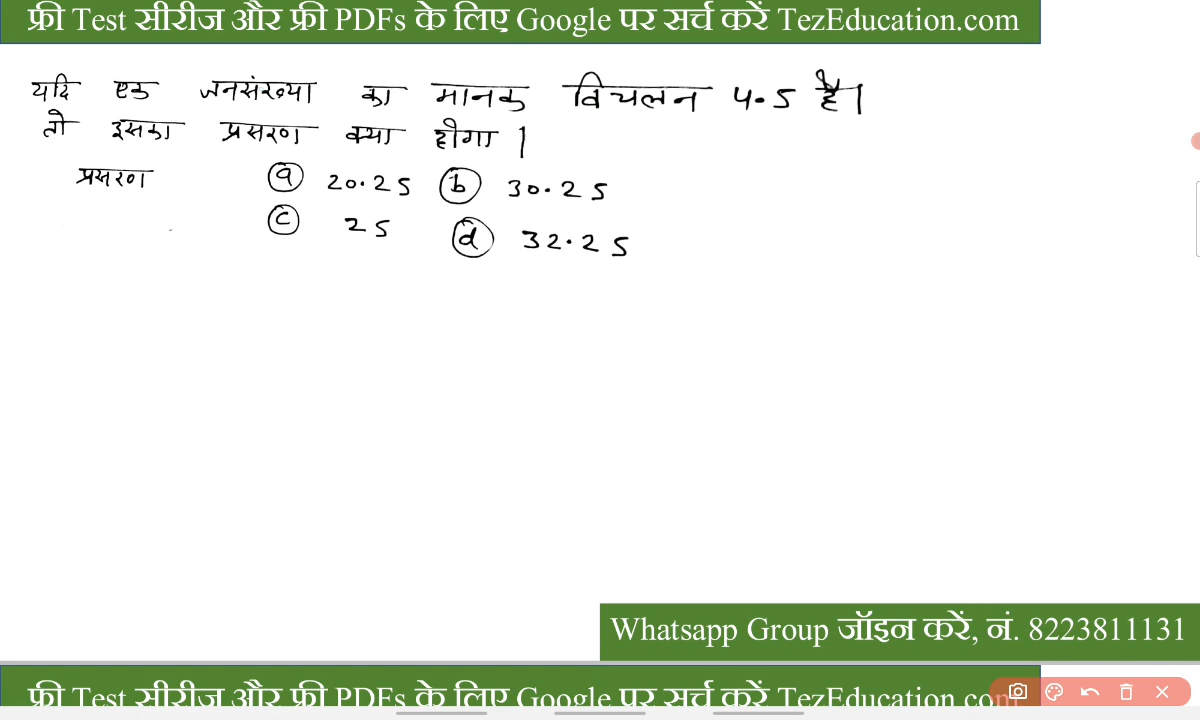 फ्री Test सीरीज और फ्री PDFs के लिए Google पर सर्च करें TezEducation.com
यदि एक जनसंख्या का मानक विचलन 4.5 है।
तो इसका प्रसरण क्या होगा |
प्रसरण (a) 20.25 (b) 30.25
(c) 25 (d) 32.25
Whatsapp Group जॉइन करें, नं. 8223811131
फ्री Test सीरीज और फ्री PDFs के लिए Google पर सर्च करें TezEducation.com